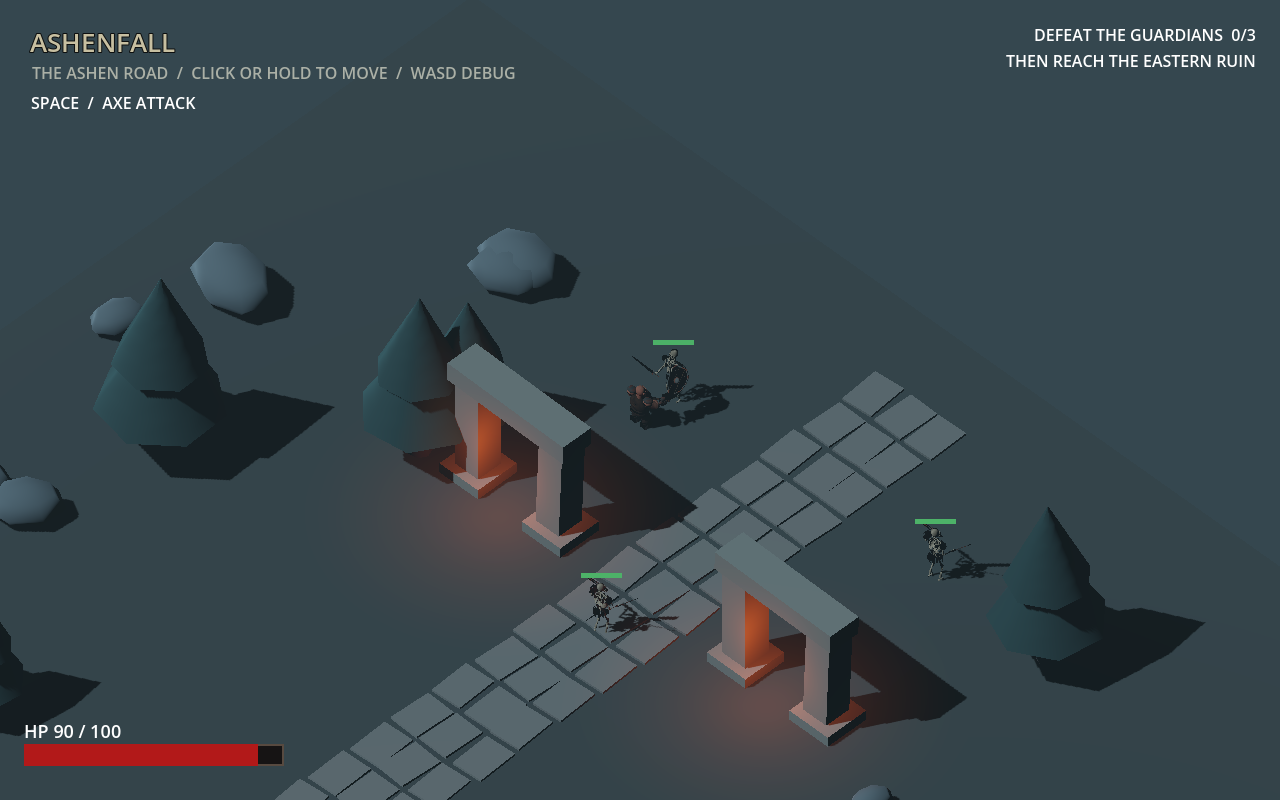 ASHENFALL
THE ASHEN ROAD / CLICK OR HOLD TO MOVE / WASD DEBUG
SPACE / AXE ATTACK
DEFEAT THE GUARDIANS 0/3
THEN REACH THE EASTERN RUIN
HP 90 / 100